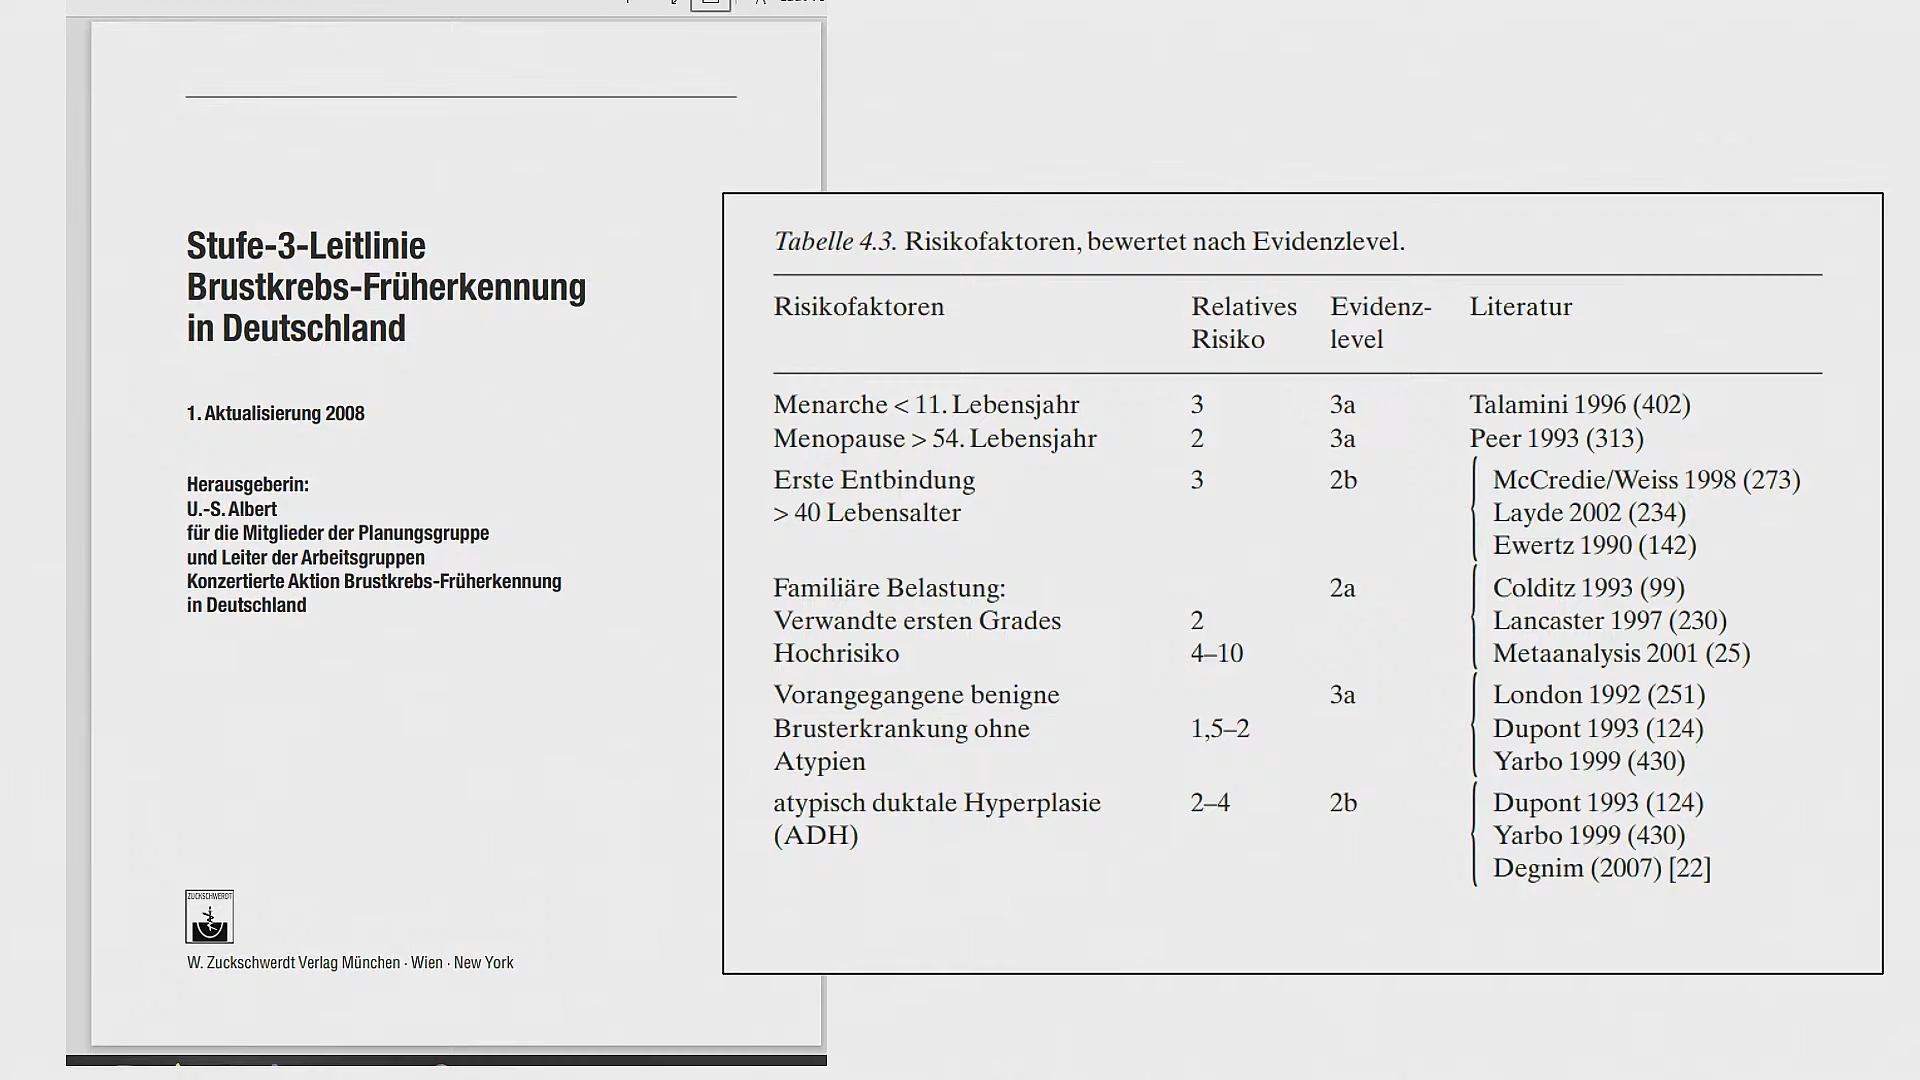 Stufe-3-Leitlinie
Brustkrebs-Früherkennung
in Deutschland
1. Aktualisierung 2008
Herausgeberin:
U.-S. Albert
für die Mitglieder der Planungsgruppe
und Leiter der Arbeitsgruppen
Konzertierte Aktion Brustkrebs-Früherkennung
in Deutschland
ZUCKSCHWERDT
W. Zuckschwerdt Verlag München · Wien · New York
Tabelle 4.3. Risikofaktoren, bewertet nach Evidenzlevel.
Risikofaktoren Relatives Evidenz- Literatur
Risiko level
Menarche < 11. Lebensjahr 3 3a Talamini 1996 (402)
Menopause > 54. Lebensjahr 2 3a Peer 1993 (313)
Erste Entbindung 3 2b McCredie/Weiss 1998 (273)
> 40 Lebensalter Layde 2002 (234)
Ewertz 1990 (142)
Familiäre Belastung: 2a Colditz 1993 (99)
Verwandte ersten Grades 2 Lancaster 1997 (230)
Hochrisiko 4–10 Metaanalysis 2001 (25)
Vorangegangene benigne 3a London 1992 (251)
Brusterkrankung ohne 1,5–2 Dupont 1993 (124)
Atypien Yarbo 1999 (430)
atypisch duktale Hyperplasie 2–4 2b Dupont 1993 (124)
(ADH) Yarbo 1999 (430)
Degnim (2007) [22]